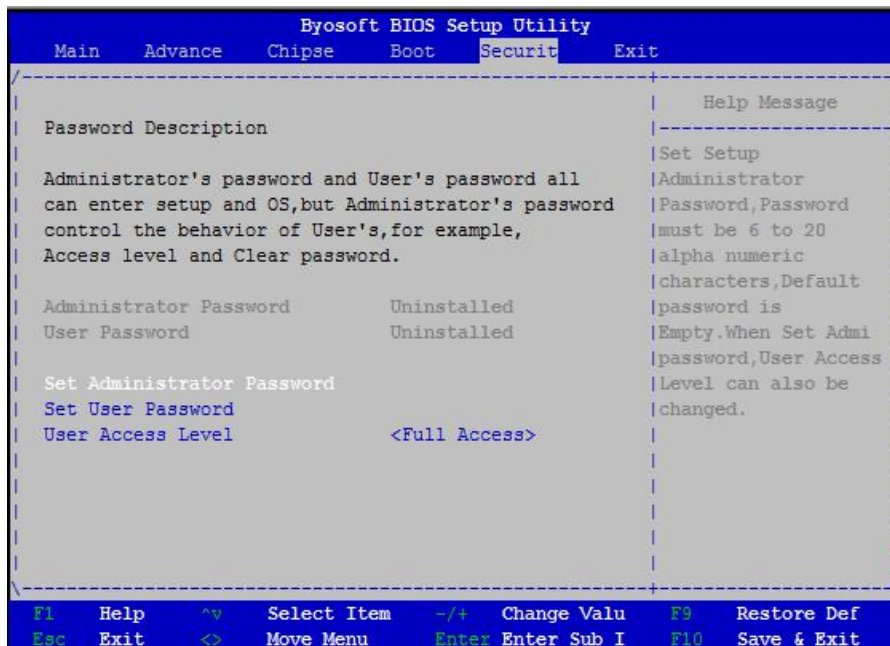 Byosoft BIOS Setup Utility
Main Advance Chipse Boot Securit Exit
Help Message
Password Description
Set Setup
Administrator's password and User's password all
Administrator
can enter setup and OS,but Administrator's password
Password,Password
control the behavior of User's,for example,
must be 6 to 20
Access level and Clear password.
alpha numeric
characters,Default
Administrator Password Uninstalled
password is
User Password Uninstalled
Empty.When Set Admi
password,User Access
Set Administrator Password
Level can also be
Set User Password
changed.
User Access Level <Full Access>
F1 Help ^v Select Item -/+ Change Valu F9 Restore Def
Esc Exit <> Move Menu Enter Enter Sub I F10 Save & Exit